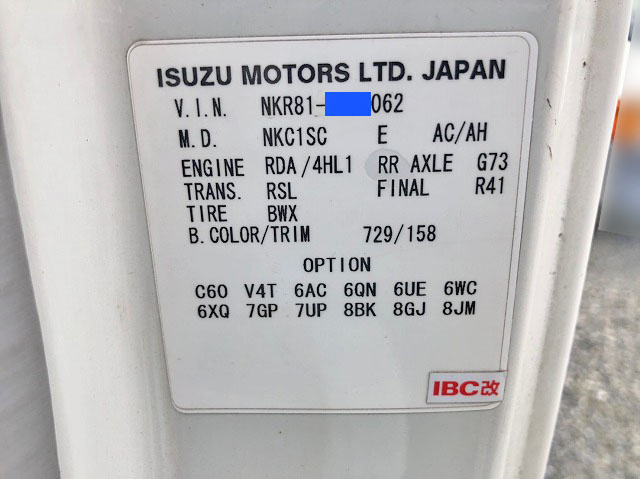 ISUZU MOTORS LTD. JAPAN
V.I.N. NKR81-062
M.D. NKC1SC E AC/AH
ENGINE RDA/4HL1 RR AXLE G73
TRANS. RSL FINAL R41
TIRE BWX
B.COLOR/TRIM 729/158
OPTION
C60 V4T 6AC 6QN 6UE 6WC
6XQ 7GP 7UP 8BK 8GJ 8JM
IBC改